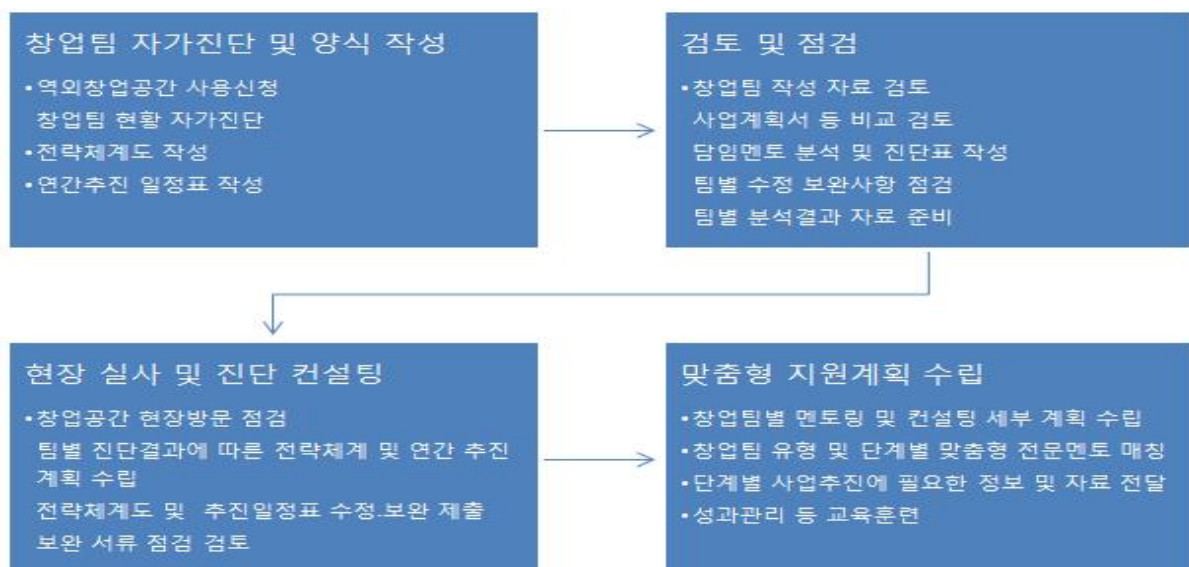 창업팀 자가진단 및 양식 작성
•역외창업공간 사용신청
창업팀 현황 자가진단
•전략체계도 작성
•연간추진 일정표 작성
검토 및 점검
•창업팀 작성 자료 검토
사업계획서 등 비교 검토
담임멘토 분석 및 진단표 작성
팀별 수정 보완사항 점검
팀별 분석결과 자료 준비
현장 실사 및 진단 컨설팅
•창업공간 현장방문 점검
팀별 진단결과에 따른 전략체계 및 연간 추진
계획 수립
전략체계도 및 추진일정표 수정.보완 제출
보완 서류 점검 검토
맞춤형 지원계획 수립
•창업팀별 멘토링 및 컨설팅 세부 계획 수립
•창업팀 유형 및 단계별 맞춤형 전문멘토 매칭
•단계별 사업추진에 필요한 정보 및 자료 전달
•성과관리 등 교육훈련